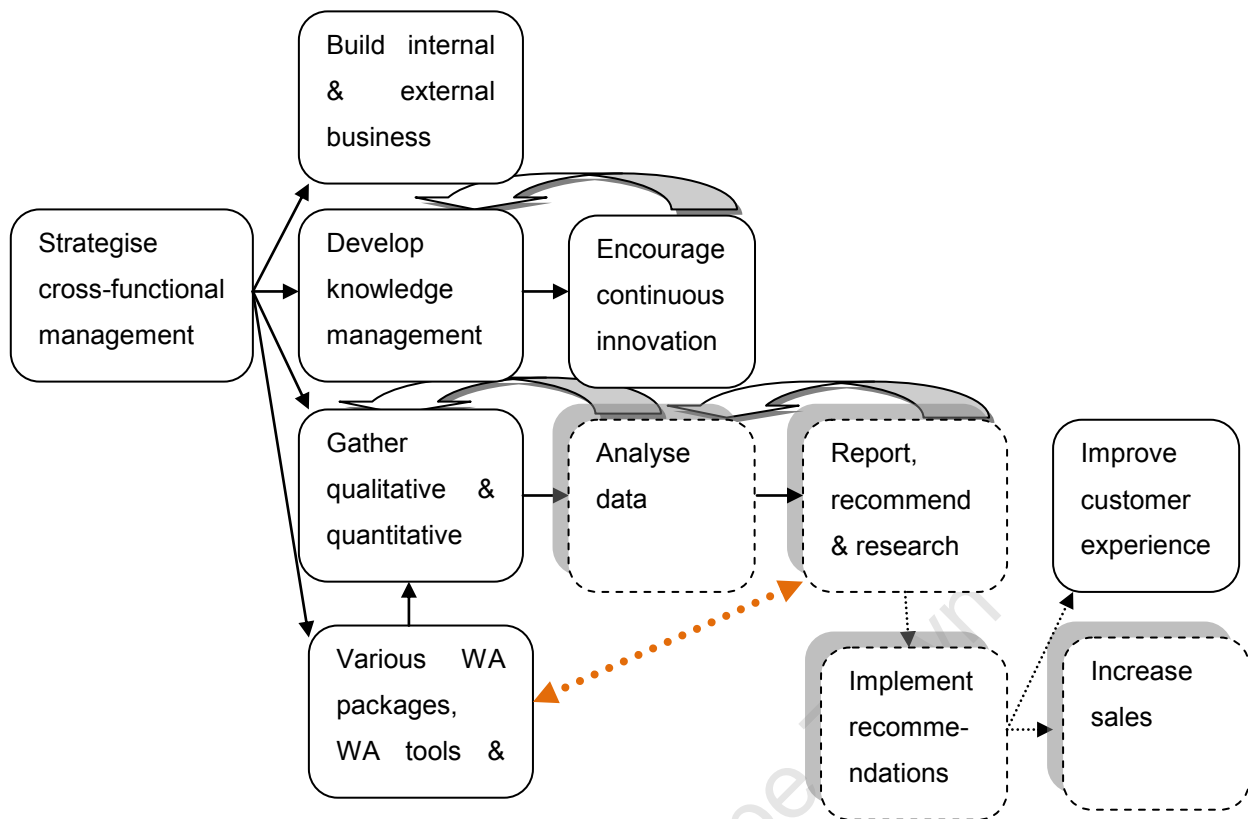 Build internal
& external
business
Strategise
cross-functional
management
Develop
knowledge
management
Encourage
continuous
innovation
Gather
qualitative &
quantitative
Analyse
data
Report,
recommend
& research
Improve
customer
experience
Various WA
packages,
WA tools &
Implement
recomme-
ndations
Increase
sales